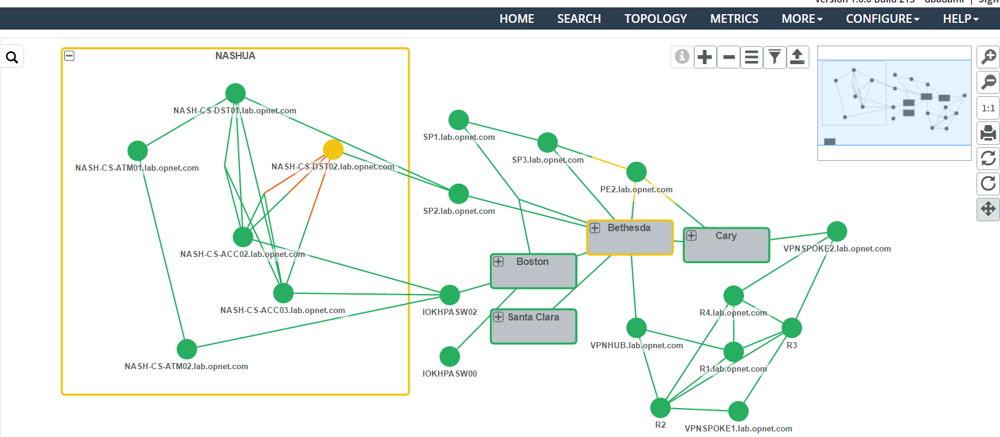 HOME SEARCH TOPOLOGY METRICS MORE CONFIGURE HELP
NASHUA
NASH-CS-DST01.lab.opnet.com
NASH-CS-ATM01.lab.opnet.com
NASH-CS-DST02.lab.opnet.com
NASH-CS-ACC02.lab.opnet.com
NASH-CS-ACC03.lab.opnet.com
NASH-CS-ATM02.lab.opnet.com
SP1.lab.opnet.com
SP3.lab.opnet.com
PE2.lab.opnet.com
SP2.lab.opnet.com
Bethesda
Cary
Boston
Santa Clara
VPNSPOKE2.lab.opnet.com
IOKHPASW02
IOKHPASW00
R4.lab.opnet.com
VPNHUB.lab.opnet.com
R3
R1.lab.opnet.com
R2
VPNSPOKE1.lab.opnet.com
1:1